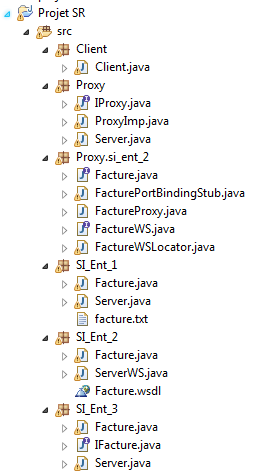 Projet SR
src
Client
Client.java
Proxy
IProxy.java
ProxyImp.java
Server.java
Proxy.si_ent_2
Facture.java
FacturePortBindingStub.java
FactureProxy.java
FactureWS.java
FactureWSLocator.java
SI_Ent_1
Facture.java
Server.java
facture.txt
SI_Ent_2
Facture.java
ServerWS.java
Facture.wsdl
SI_Ent_3
Facture.java
IFacture.java
Server.java